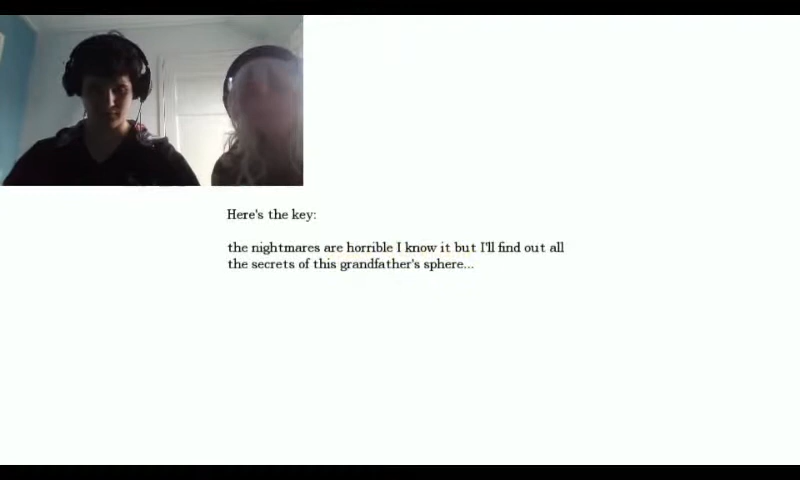 Here's the key:
the nightmares are horrible I know it but I'll find out all
the secrets of this grandfather's sphere...